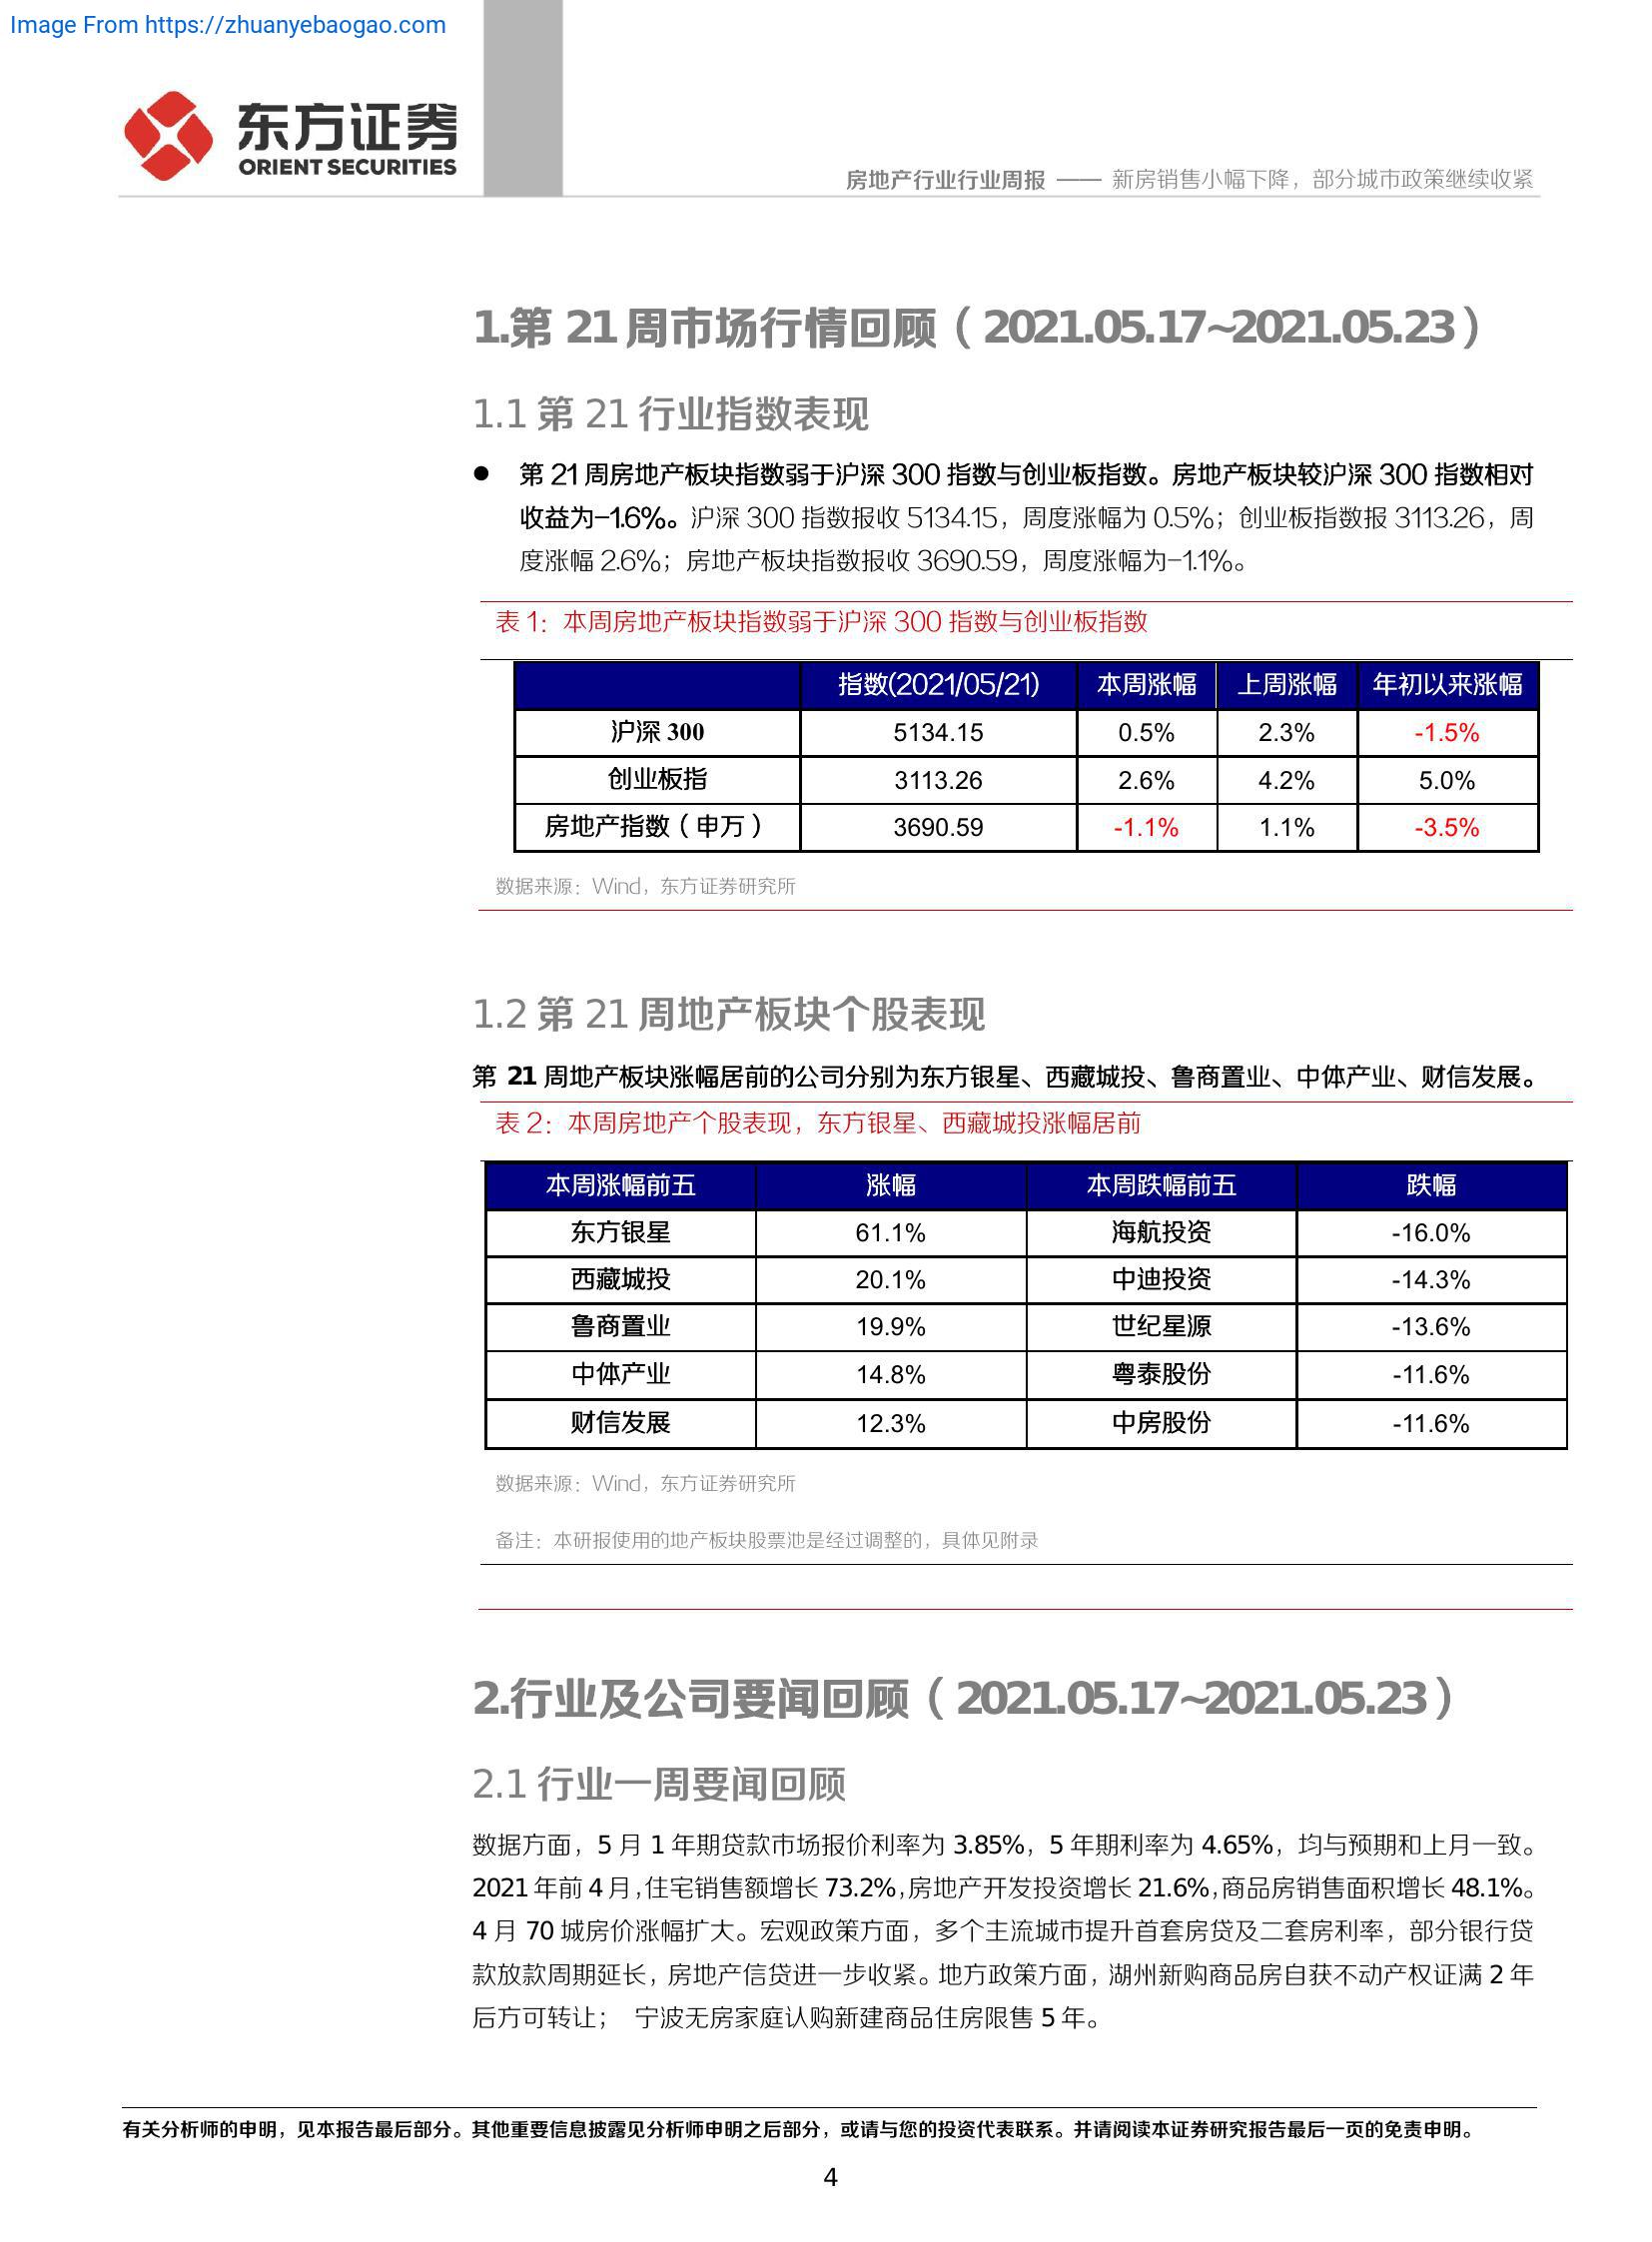 Image From https://zhuanyebaogao.com
东方证券
ORIENT SECURITIES
房地产行业行业周报 —— 新房销售小幅下降，部分城市政策继续收紧
1.第 21 周市场行情回顾（2021.05.17~2021.05.23）
1.1 第 21 行业指数表现
● 第 21 周房地产板块指数弱于沪深 300 指数与创业板指数。房地产板块较沪深 300 指数相对
收益为-1.6%。沪深 300 指数报收 5134.15，周度涨幅为 0.5%；创业板指数报 3113.26，周
度涨幅 2.6%；房地产板块指数报收 3690.59，周度涨幅为-1.1%。
表 1：本周房地产板块指数弱于沪深 300 指数与创业板指数
指数(2021/05/21) 本周涨幅 上周涨幅 年初以来涨幅
沪深 300 5134.15 0.5% 2.3% -1.5%
创业板指 3113.26 2.6% 4.2% 5.0%
房地产指数（申万） 3690.59 -1.1% 1.1% -3.5%
数据来源：Wind，东方证券研究所
1.2 第 21 周地产板块个股表现
第 21 周地产板块涨幅居前的公司分别为东方银星、西藏城投、鲁商置业、中体产业、财信发展。
表 2：本周房地产个股表现，东方银星、西藏城投涨幅居前
本周涨幅前五 涨幅 本周跌幅前五 跌幅
东方银星 61.1% 海航投资 -16.0%
西藏城投 20.1% 中迪投资 -14.3%
鲁商置业 19.9% 世纪星源 -13.6%
中体产业 14.8% 粤泰股份 -11.6%
财信发展 12.3% 中房股份 -11.6%
数据来源：Wind，东方证券研究所
备注：本研报使用的地产板块股票池是经过调整的，具体见附录
2.行业及公司要闻回顾（2021.05.17~2021.05.23）
2.1 行业一周要闻回顾
数据方面，5 月 1 年期贷款市场报价利率为 3.85%，5 年期利率为 4.65%，均与预期和上月一致。
2021 年前 4 月，住宅销售额增长 73.2%，房地产开发投资增长 21.6%，商品房销售面积增长 48.1%。
4 月 70 城房价涨幅扩大。宏观政策方面，多个主流城市提升首套房贷及二套房利率，部分银行贷
款放款周期延长，房地产信贷进一步收紧。地方政策方面，湖州新购商品房自获不动产权证满 2 年
后方可转让； 宁波无房家庭认购新建商品住房限售 5 年。
有关分析师的申明，见本报告最后部分。其他重要信息披露见分析师申明之后部分，或请与您的投资代表联系。并请阅读本证券研究报告最后一页的免责申明。
4